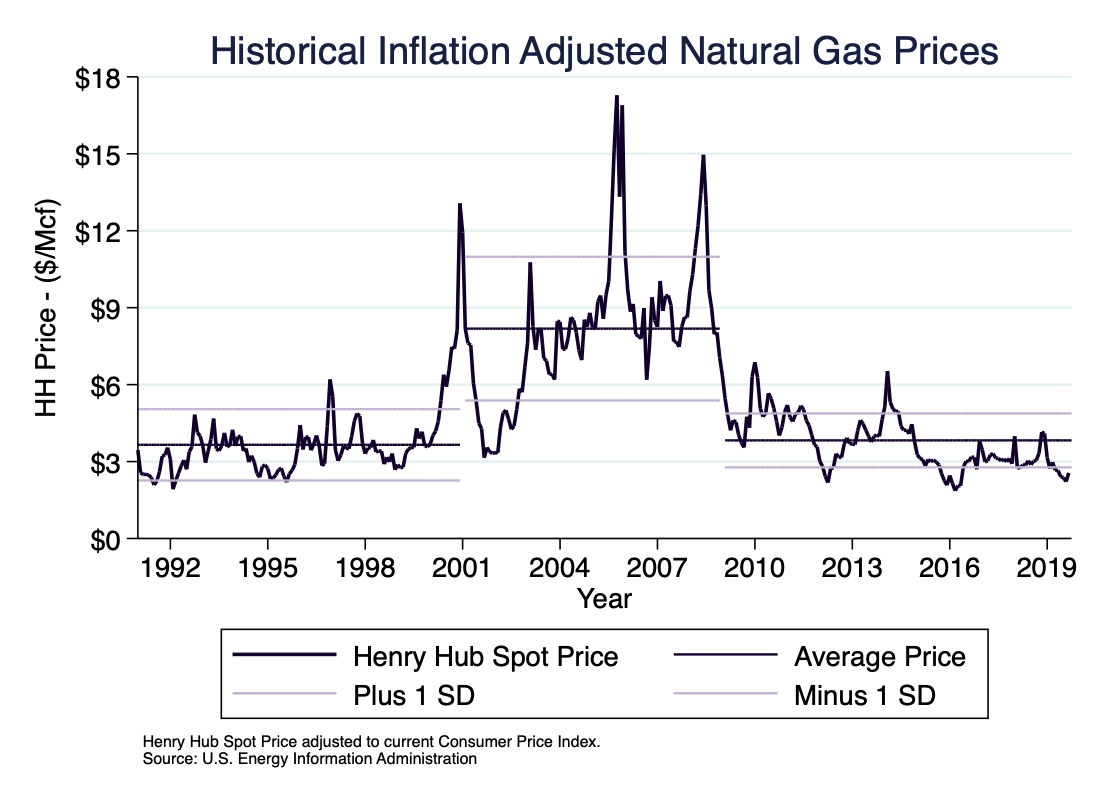 Historical Inflation Adjusted Natural Gas Prices
HH Price - ($/Mcf)
$18
$15
$12
$9
$6
$3
$0
1992 1995 1998 2001 2004 2007 2010 2013 2016 2019
Year
Henry Hub Spot Price Average Price
Plus 1 SD Minus 1 SD
Henry Hub Spot Price adjusted to current Consumer Price Index.
Source: U.S. Energy Information Administration